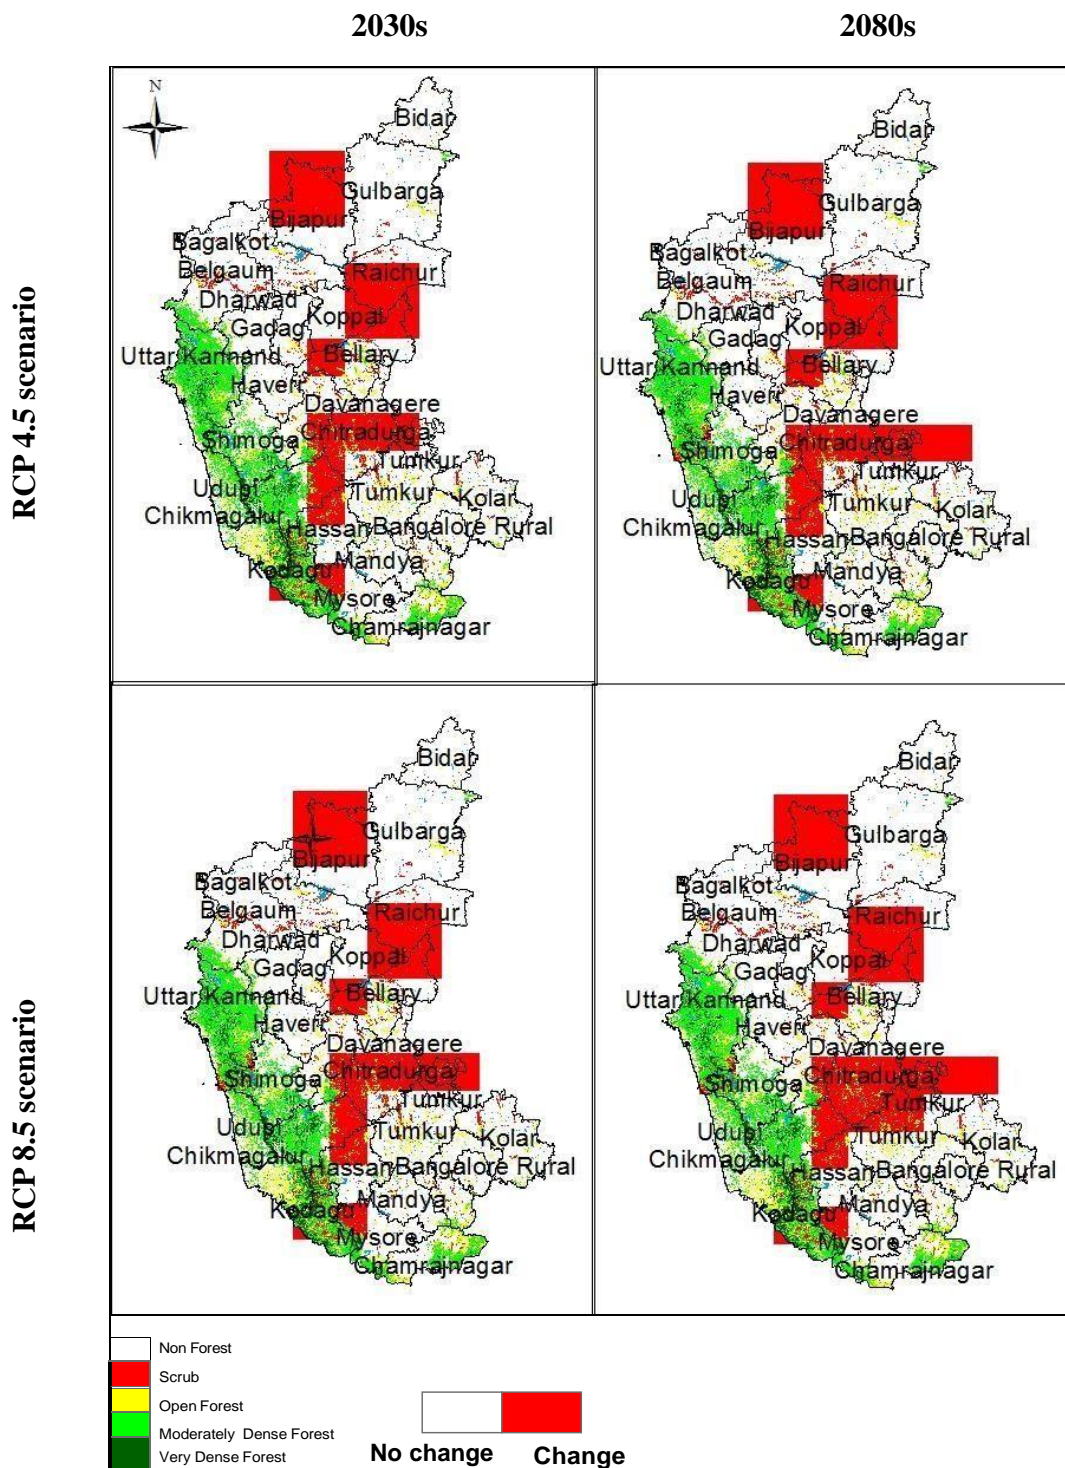 2030s
2080s
RCP 4.5 scenario
N
Bidar
Gulbarga
Bijapur
Bagalkot
Raichur
Belgaum
Dharwad
Koppal
Gadag
Uttar Kannand
Bellary
Haveri
Davanagere
Chitradurga
Shimoga
Tumkur
Udupi
Tumkur
Kolar
Chikmagalur
Hassan
Bangalore Rural
Mandya
Kodagu
Mysore
Chamrajnagar
Bidar
Gulbarga
Bijapur
Bagalkot
Raichur
Belgaum
Dharwad
Koppal
Gadag
Uttar Kannand
Bellary
Haveri
Davanagere
Chitradurga
Shimoga
Tumkur
Udupi
Tumkur
Kolar
Chikmagalur
Hassan
Bangalore Rural
Mandya
Kodagu
Mysore
Chamrajnagar
RCP 8.5 scenario
Bidar
Gulbarga
Bijapur
Bagalkot
Raichur
Belgaum
Dharwad
Koppal
Gadag
Uttar Kannand
Bellary
Haveri
Davanagere
Chitradurga
Shimoga
Tumkur
Udupi
Tumkur
Kolar
Chikmagalur
Hassan
Bangalore Rural
Mandya
Kodagu
Mysore
Chamrajnagar
Bidar
Gulbarga
Bijapur
Bagalkot
Raichur
Belgaum
Dharwad
Koppal
Gadag
Uttar Kannand
Bellary
Haveri
Davanagere
Chitradurga
Shimoga
Tumkur
Udupi
Tumkur
Kolar
Chikmagalur
Hassan
Bangalore Rural
Mandya
Kodagu
Mysore
Chamrajnagar
Non Forest
Scrub
Open Forest
Moderately Dense Forest
Very Dense Forest
No change
Change